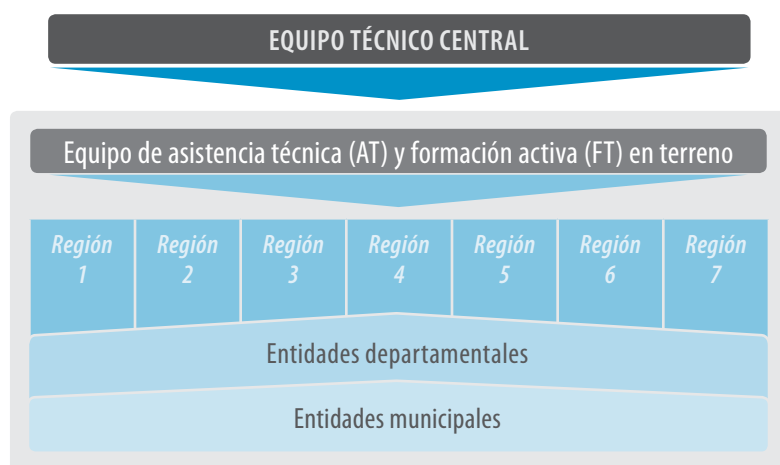 EQUIPO TÉCNICO CENTRAL
Equipo de asistencia técnica (AT) y formación activa (FT) en terreno
Región Región Región Región Región Región Región
1 2 3 4 5 6 7
Entidades departamentales
Entidades municipales